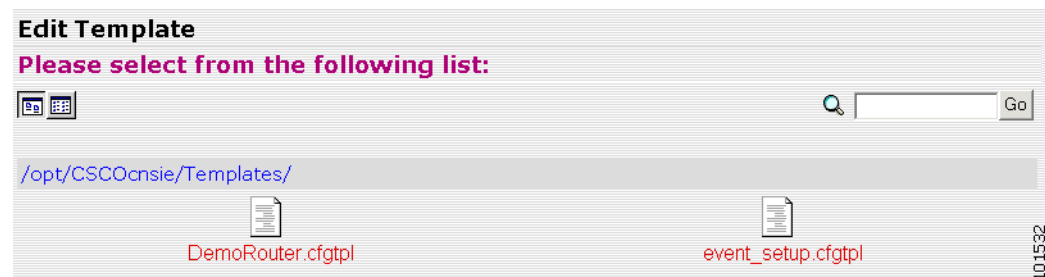 Edit Template
Please select from the following list:
Go
/opt/CSCOcnsie/Templates/
DemoRouter.cfgtpl
event_setup.cfgtpl
101532